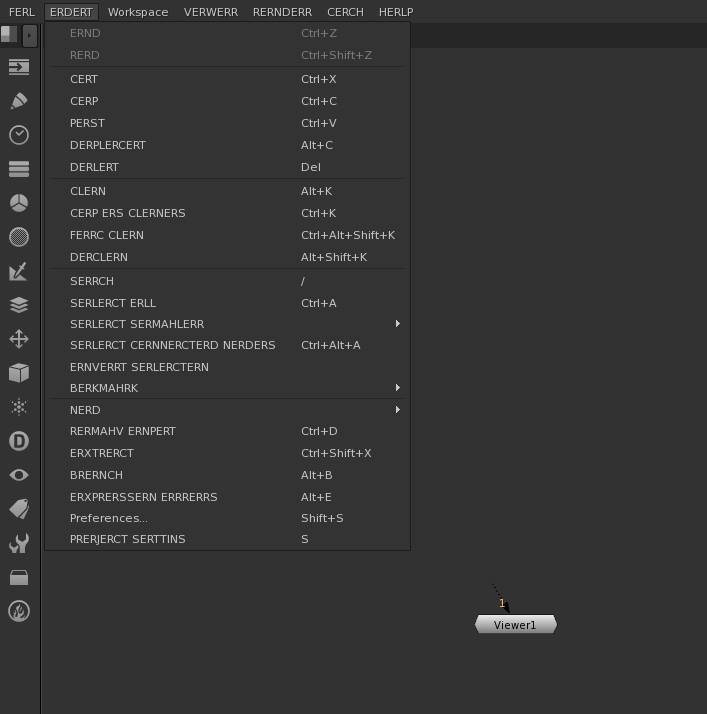 FERL ERDERT Workspace VERWERR RERNDERR CERCH HERLP
ERND Ctrl+Z
RERD Ctrl+Shift+Z
CERT Ctrl+X
CERP Ctrl+C
PERST Ctrl+V
DERPLERCERT Alt+C
DERLERT Del
CLERN Alt+K
CERP ERS CLERNERS Ctrl+K
FERRC CLERN Ctrl+Alt+Shift+K
DERCLERN Alt+Shift+K
SERRCH /
SERLERCT ERLL Ctrl+A
SERLERCT SERMAHLERR
SERLERCT CERNNERCTERD NERDERS Ctrl+Alt+A
ERNVERRT SERLERCTERN
BERKMAHRK
NERD
RERMAHV ERNPERT Ctrl+D
ERXTRERCT Ctrl+Shift+X
BRERNCH Alt+B
ERXPRERSSERN ERRRERRS Alt+E
Preferences... Shift+S
PRERJERCT SERTTINS S
D
1
Viewer1